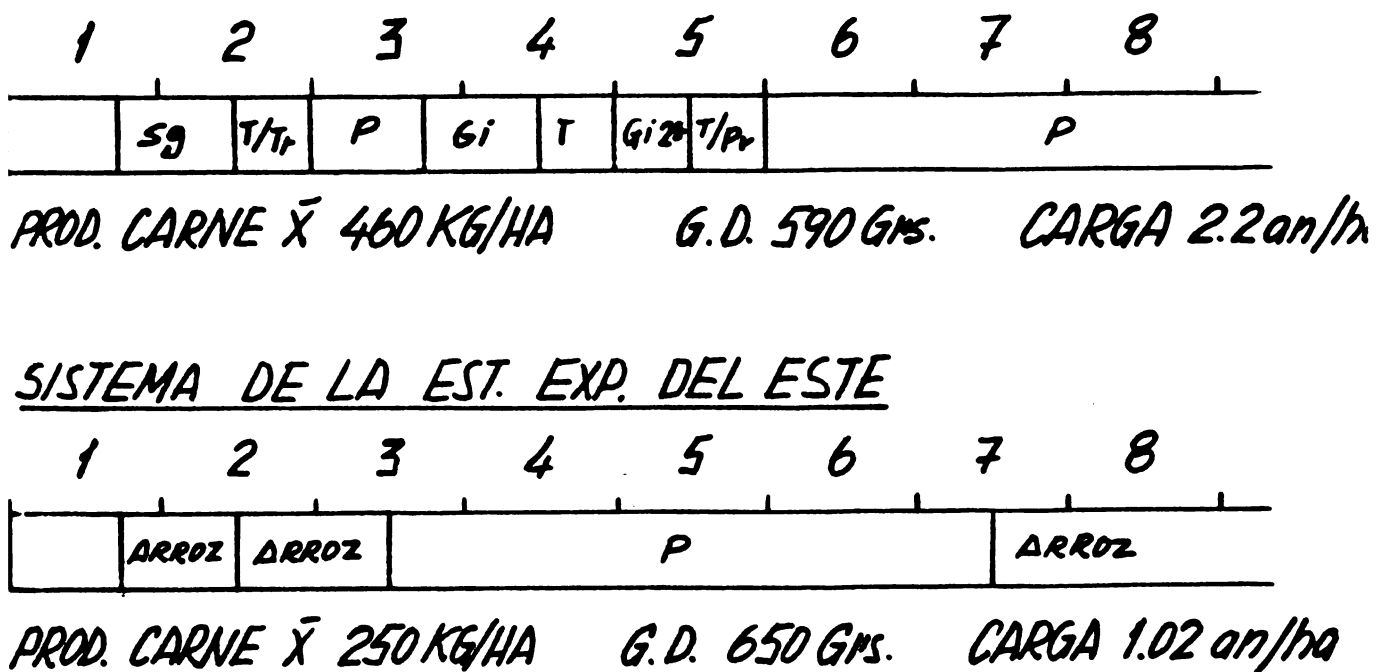 1 2 3 4 5 6 7 8
Sg T/Tr P Gi T Gi 2ª T/Pr P
PROD. CARNE X̄ 460 KG/HA G.D. 590 Grs. CARGA 2.2 an/h
SISTEMA DE LA EST. EXP. DEL ESTE
1 2 3 4 5 6 7 8
ARROZ ARROZ P ARROZ
PROD. CARNE X̄ 250 KG/HA G.D. 650 Grs. CARGA 1.02 an/ha